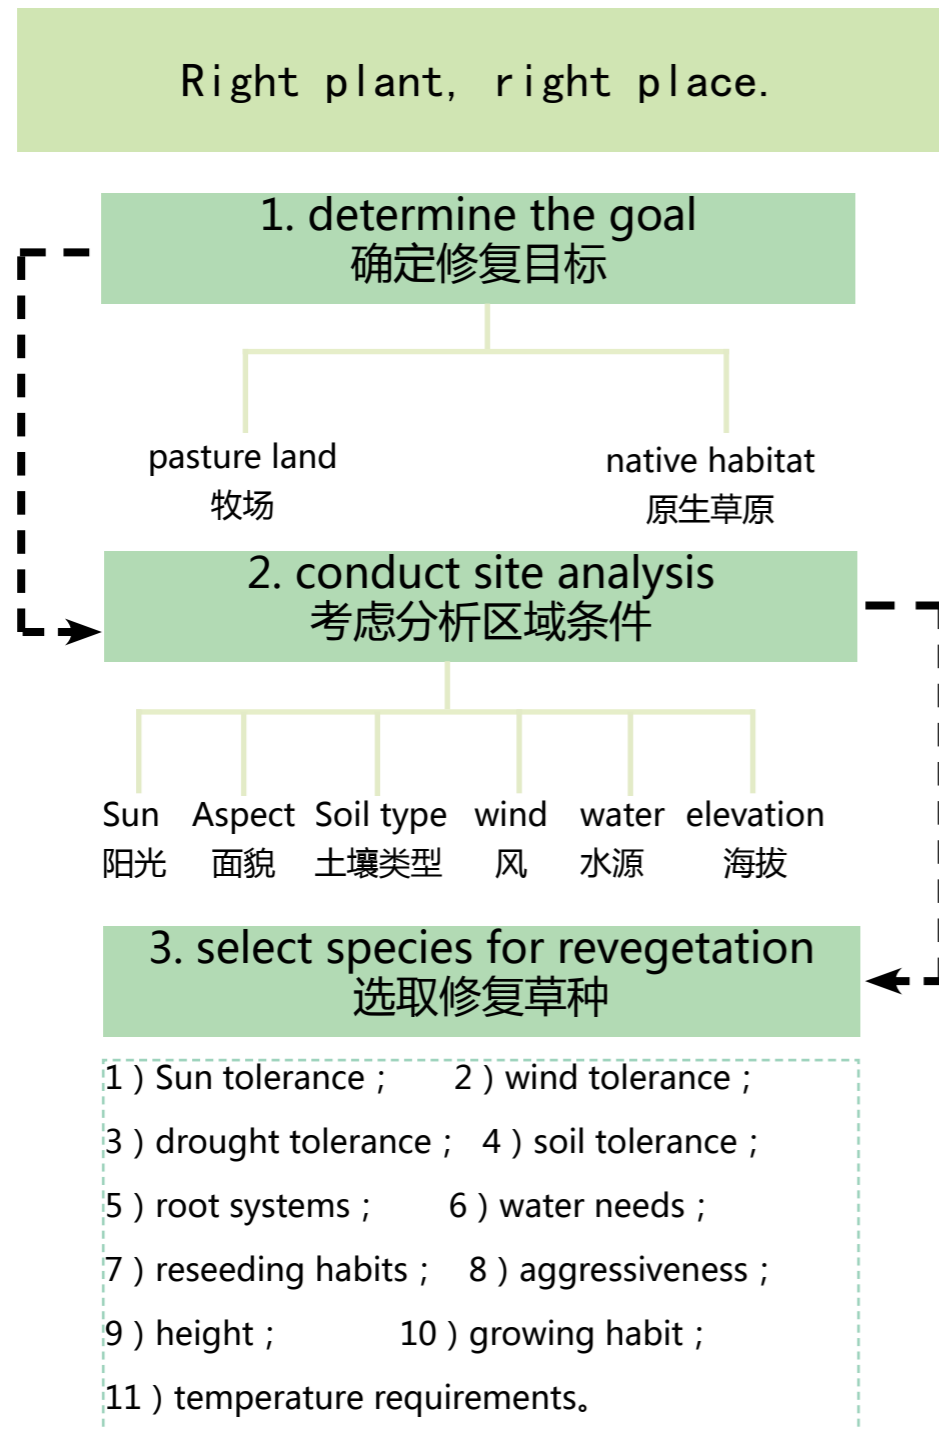 Right plant, right place.
1. determine the goal
确定修复目标
pasture land
牧场
native habitat
原生草原
2. conduct site analysis
考虑分析区域条件
Sun Aspect Soil type wind water elevation
阳光 面貌 土壤类型 风 水源 海拔
3. select species for revegetation
选取修复草种
1）Sun tolerance； 2）wind tolerance；
3）drought tolerance； 4）soil tolerance；
5）root systems； 6）water needs；
7）reseeding habits； 8）aggressiveness；
9）height； 10）growing habit；
11）temperature requirements。